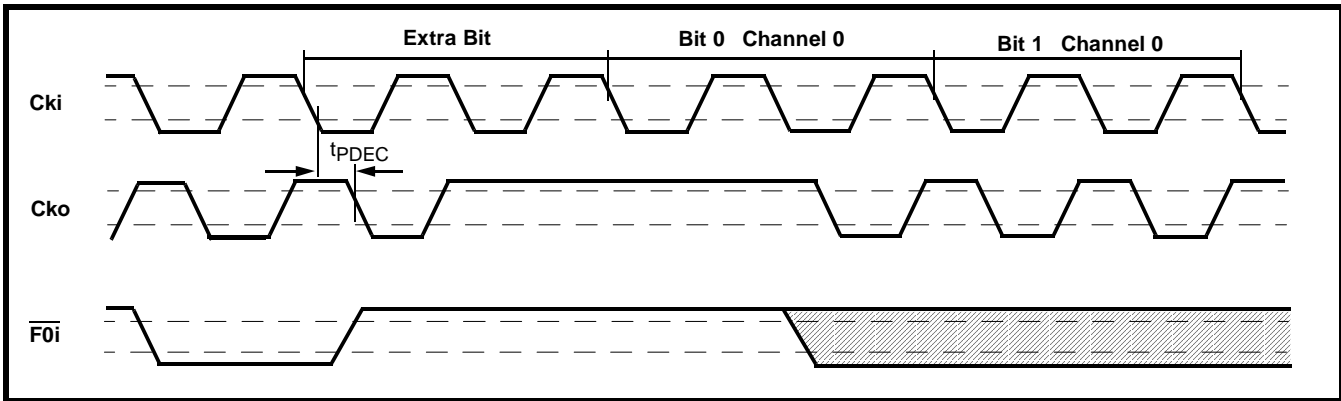 Extra Bit
Bit 0 Channel 0
Bit 1 Channel 0
Cki
tPDEC
Cko
F0i